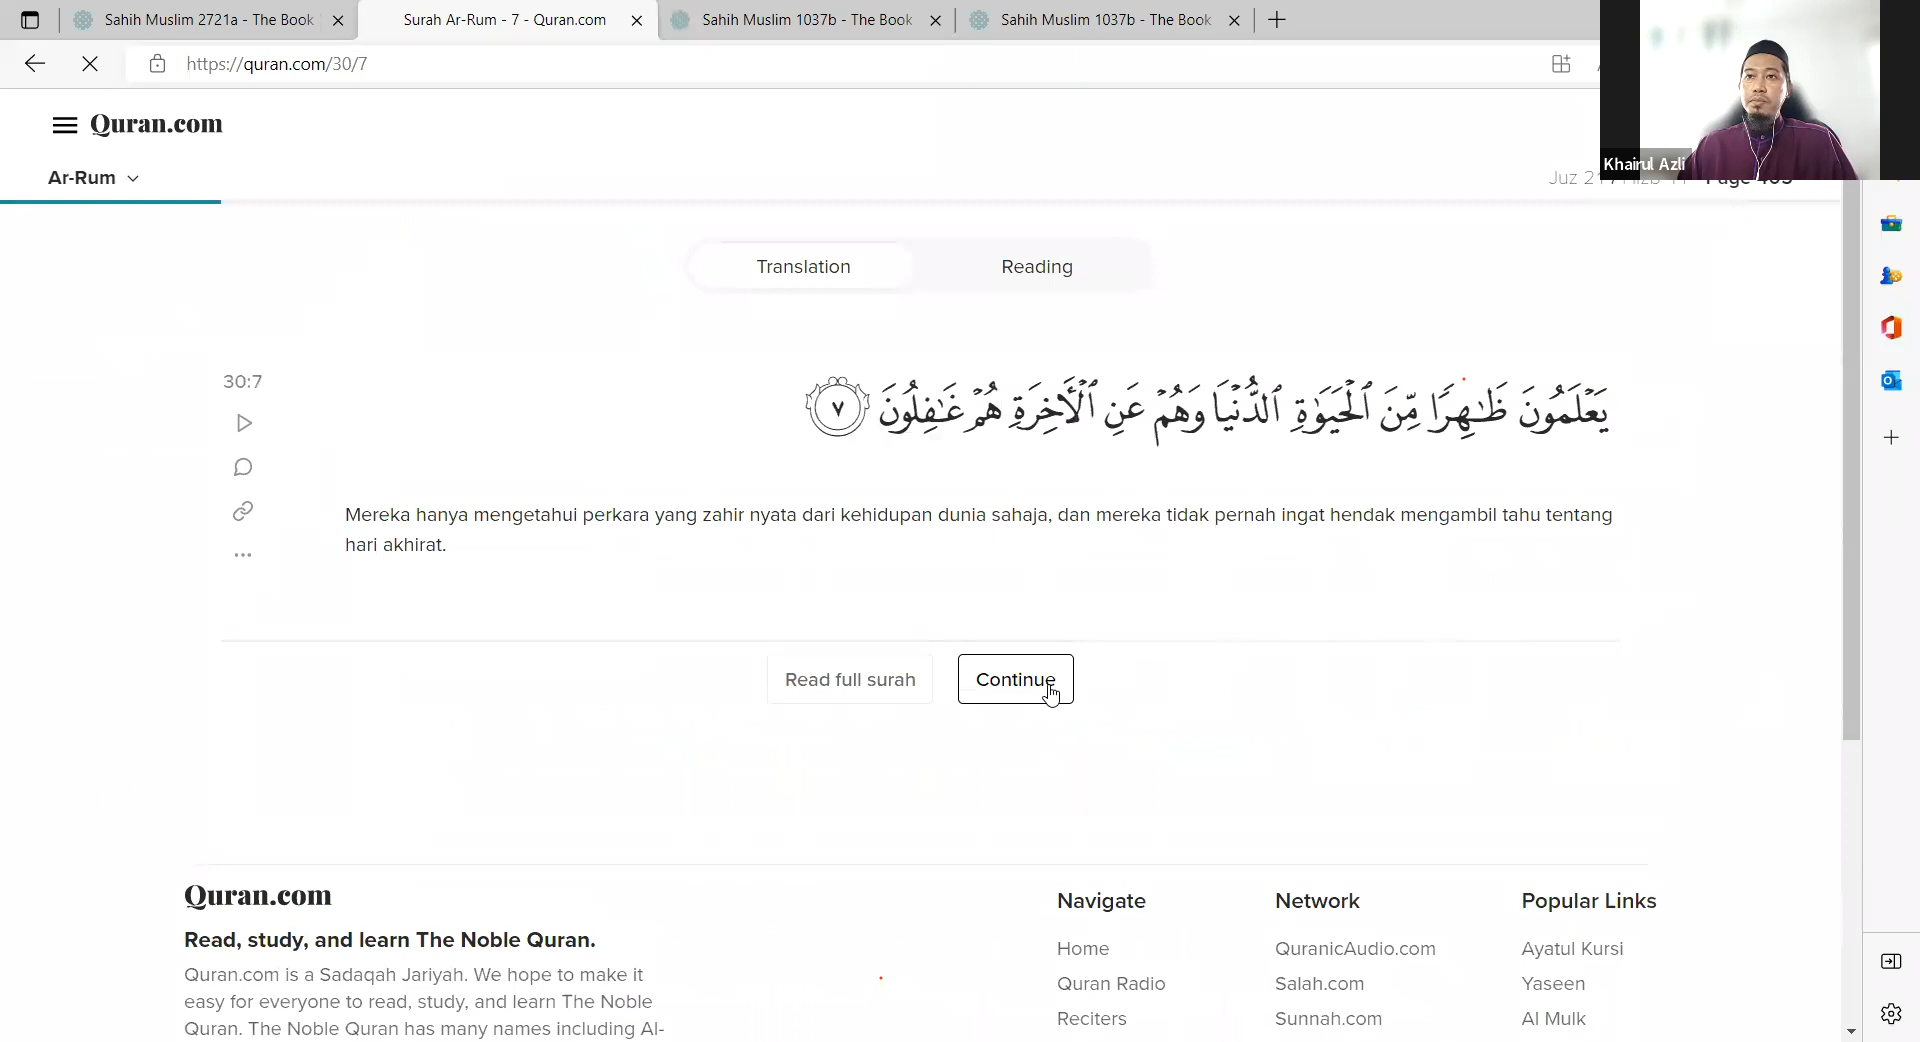 Sahih Muslim 2721a - The Book
Surah Ar-Rum - 7 - Quran.com
Sahih Muslim 1037b - The Book
Sahih Muslim 1037b - The Book
https://quran.com/30/7
Quran.com
Khairul Azli
Ar-Rum
Juz 21
Translation
Reading
30:7
يَعْلَمُونَ ظَـٰهِرًا مِّنَ ٱلْحَيَوٰةِ ٱلدُّنْيَا وَهُمْ عَنِ ٱلْـَٔاخِرَةِ هُمْ غَـٰفِلُونَ ٧
Mereka hanya mengetahui perkara yang zahir nyata dari kehidupan dunia sahaja, dan mereka tidak pernah ingat hendak mengambil tahu tentang
hari akhirat.
Read full surah
Continue
Quran.com
Read, study, and learn The Noble Quran.
Quran.com is a Sadaqah Jariyah. We hope to make it
easy for everyone to read, study, and learn The Noble
Quran. The Noble Quran has many names including Al-
Navigate
Home
Quran Radio
Reciters
Network
QuranicAudio.com
Salah.com
Sunnah.com
Popular Links
Ayatul Kursi
Yaseen
Al Mulk